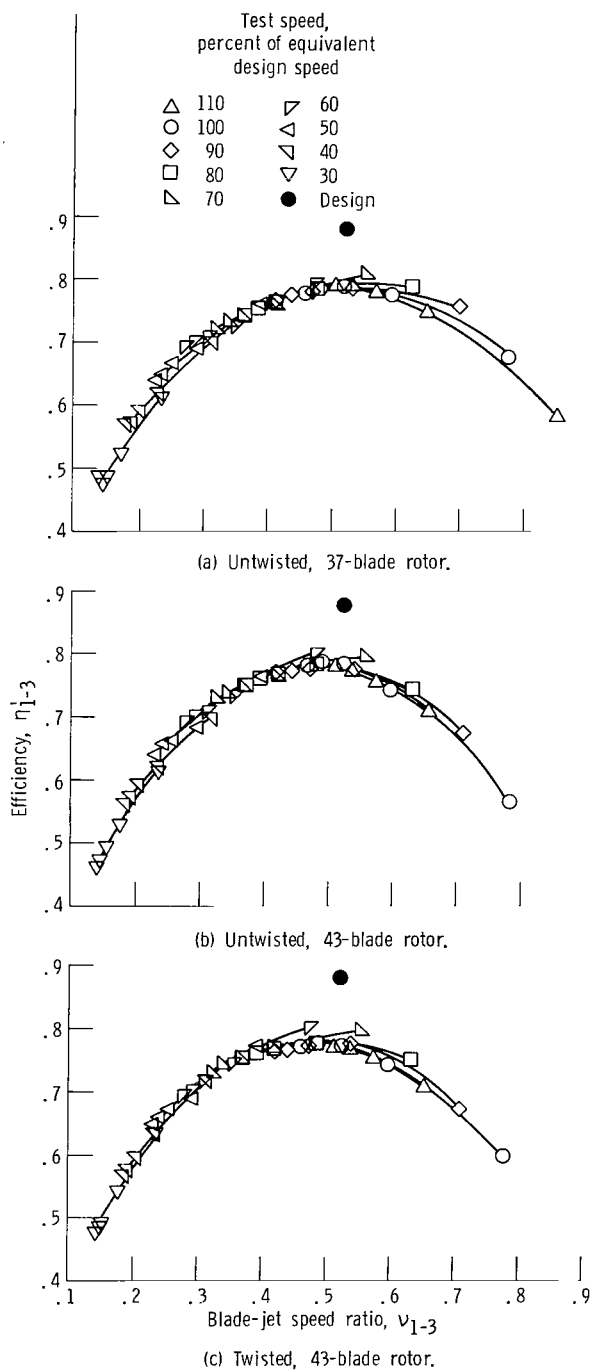 Test speed,
percent of equivalent
design speed
110
60
100
50
90
40
80
30
70
Design
.9
.8
.7
.6
.5
.4
(a) Untwisted, 37-blade rotor.
.9
.8
.7
.6
.5
.4
(b) Untwisted, 43-blade rotor.
Efficiency, η'1-3
.9
.8
.7
.6
.5
.4
.1 .2 .3 .4 .5 .6 .7 .8 .9
Blade-jet speed ratio, ν1-3
(c) Twisted, 43-blade rotor.